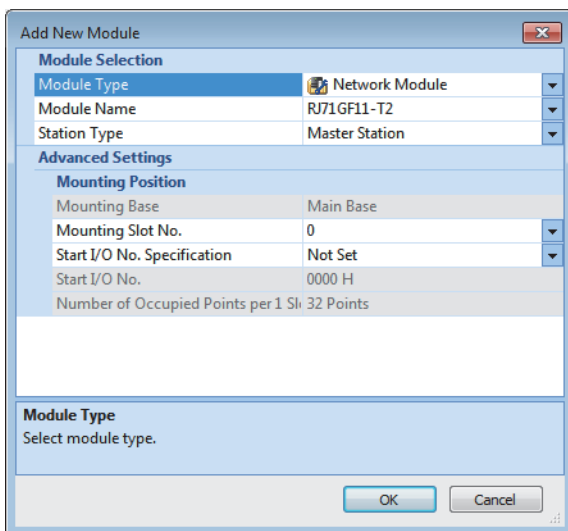 Add New Module
Module Selection
Module Type Network Module
Module Name RJ71GF11-T2
Station Type Master Station
Advanced Settings
Mounting Position
Mounting Base Main Base
Mounting Slot No. 0
Start I/O No. Specification Not Set
Start I/O No. 0000 H
Number of Occupied Points per 1 Sl 32 Points
Module Type
Select module type.
OK Cancel